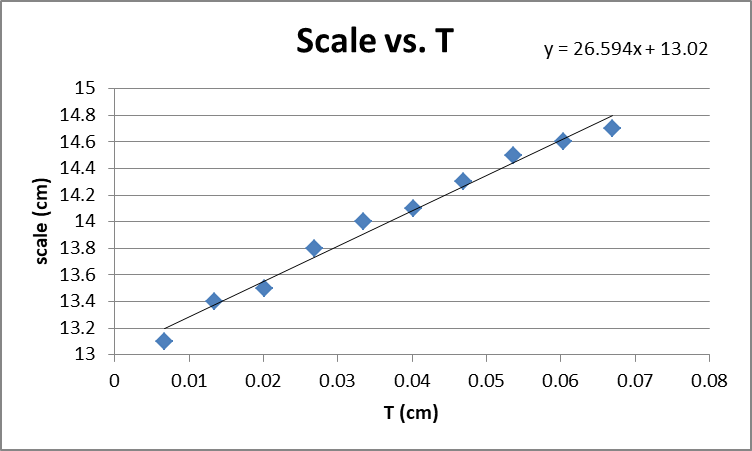 Scale vs. T
y = 26.594x + 13.02
scale (cm)
15
14.8
14.6
14.4
14.2
14
13.8
13.6
13.4
13.2
13
0 0.01 0.02 0.03 0.04 0.05 0.06 0.07 0.08
T (cm)